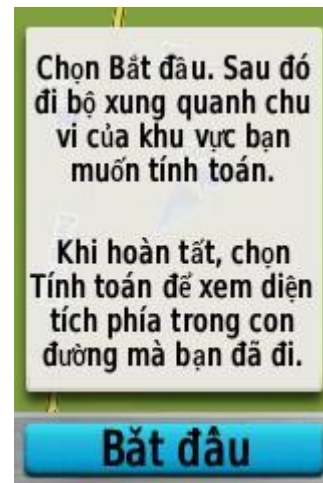 Chọn Bắt đầu. Sau đó
đi bộ xung quanh chu
vi của khu vực bạn
muốn tính toán.
Khi hoàn tất, chọn
Tính toán để xem diện
tích phía trong con
đường mà bạn đã đi.
Bắt đầu